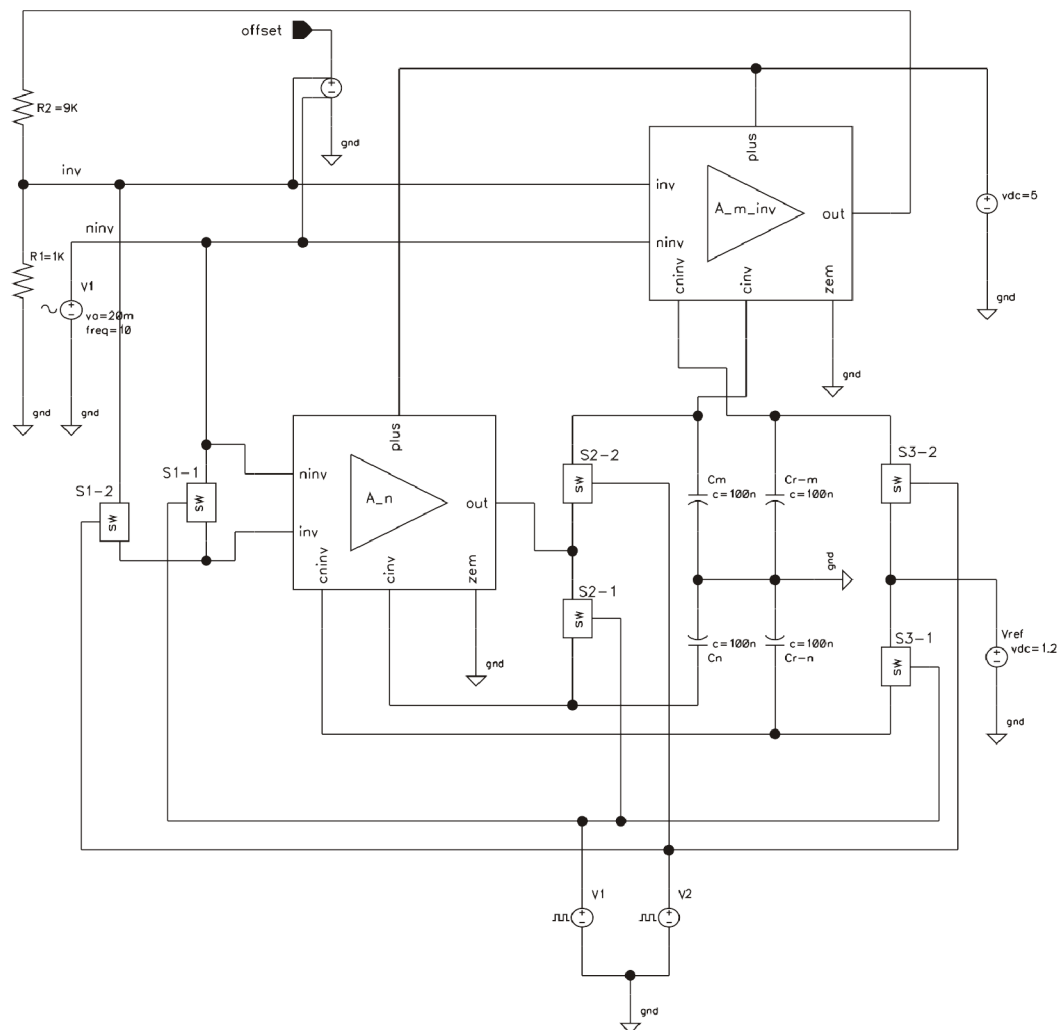 offset
R2=9K
gnd
plus
inv
inv
A_m_inv
out
vdc=5
ninv
ninv
R1=1K
V1
va=20m
freq=10
cninv
cinv
zem
gnd
gnd
gnd
gnd
plus
S1-1
S1-2
sw
sw
ninv
A_n
out
inv
cninv
cinv
zem
gnd
S2-2
sw
S2-1
sw
Cm
c=100n
Cr-m
c=100n
gnd
c=100n
Cn
c=100n
Cr-n
S3-2
sw
S3-1
sw
Vref
vdc=1.2
gnd
V1
V2
gnd